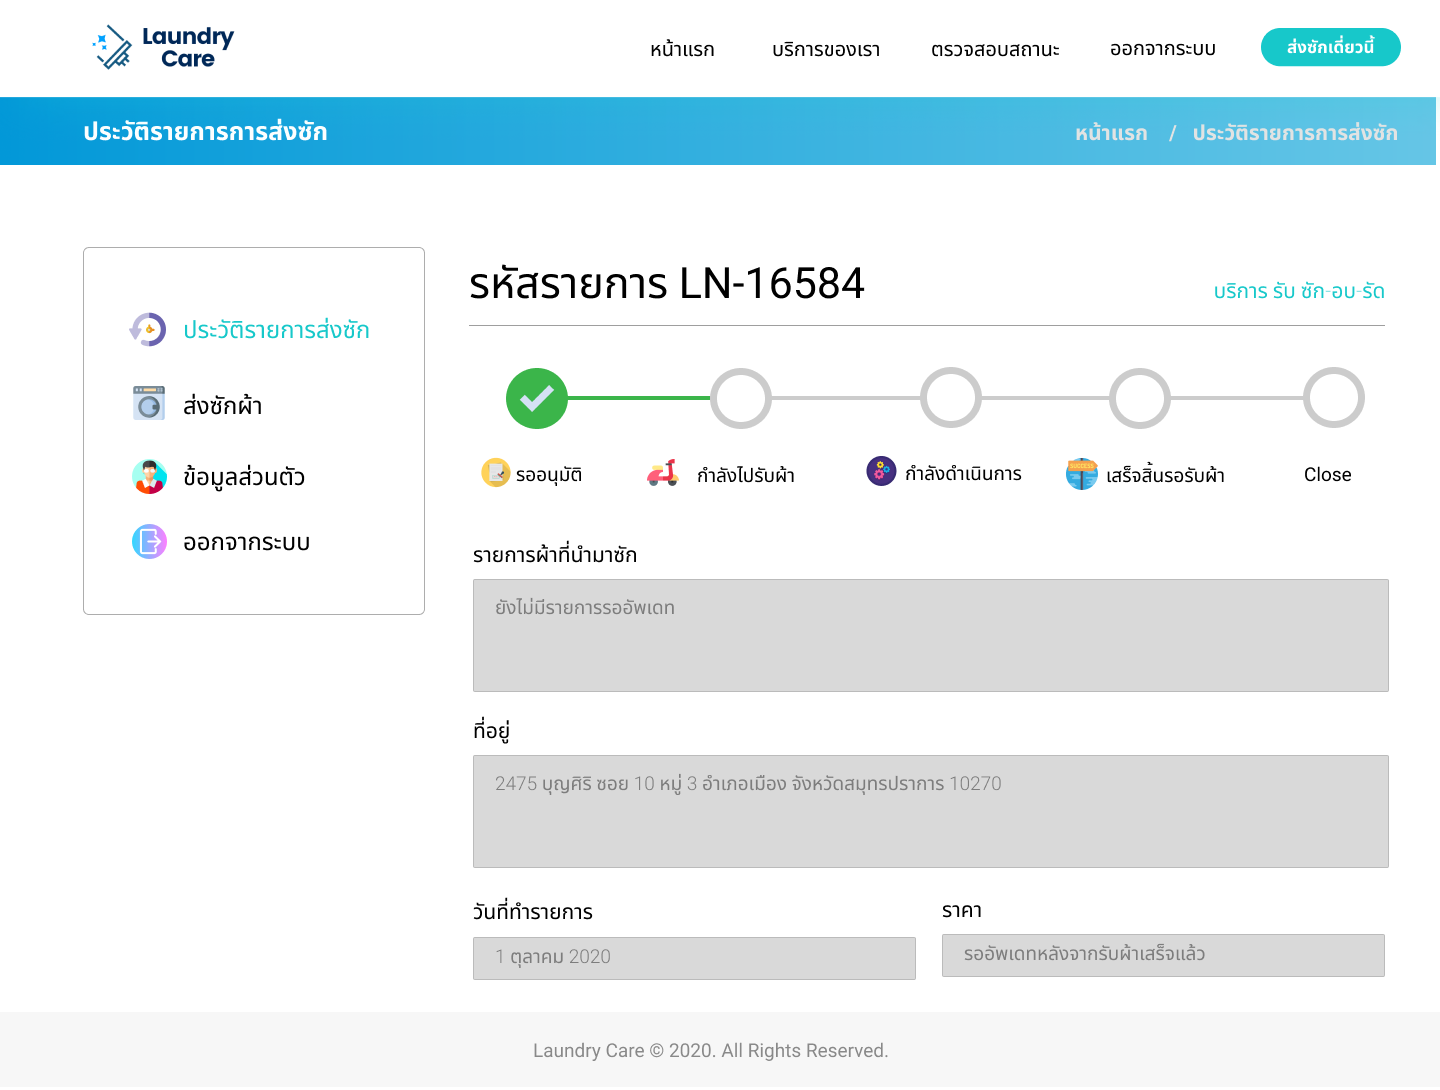 Laundry
Care
หน้าแรก
บริการของเรา
ตรวจสอบสถานะ
ออกจากระบบ
ส่งซักเดี่ยวนี้
ประวัติรายการการส่งซัก
หน้าแรก / ประวัติรายการการส่งซัก
ประวัติรายการส่งซัก
ส่งซักผ้า
ข้อมูลส่วนตัว
ออกจากระบบ
รหัสรายการ LN-16584
บริการ รับ ซัก-อบ-รัด
รออนุมัติ
กำลังไปรับผ้า
กำลังดำเนินการ
SUCCESS
เสร็จสิ้นรอรับผ้า
Close
รายการผ้าที่นำมาซัก
ยังไม่มีรายการรออัพเดท
ที่อยู่
2475 บุญศิริ ซอย 10 หมู่ 3 อำเภอเมือง จังหวัดสมุทรปราการ 10270
วันที่ทำรายการ
1 ตุลาคม 2020
ราคา
รออัพเดทหลังจากรับผ้าเสร็จแล้ว
Laundry Care © 2020. All Rights Reserved.